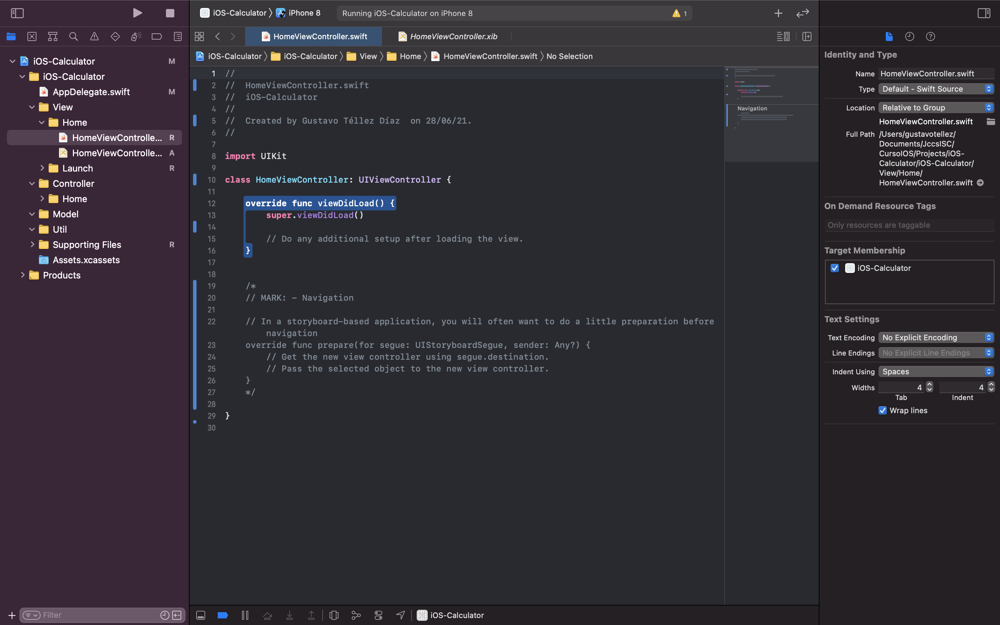 iOS-Calculator 〉 iPhone 8
Running iOS-Calculator on iPhone 8
1
HomeViewController.swift
HomeViewController.xib
iOS-Calculator 〉 iOS-Calculator 〉 View 〉 Home 〉 HomeViewController.swift 〉 No Selection
iOS-Calculator M
iOS-Calculator
AppDelegate.swift M
View
Home
HomeViewControlle... R
HomeViewControlle... A
Launch R
Controller
Home
Model
Util
Supporting Files R
Assets.xcassets
Products
Filter
1 //
2 //  HomeViewController.swift
3 //  iOS-Calculator
4 //
5 //  Created by Gustavo Téllez Díaz  on 28/06/21.
6 //
7
8 import UIKit
9
10 class HomeViewController: UIViewController {
11
12     override func viewDidLoad() {
13         super.viewDidLoad()
14
15         // Do any additional setup after loading the view.
16     }
17
18
19     /*
20     // MARK: - Navigation
21
22     // In a storyboard-based application, you will often want to do a little preparation before
navigation
23     override func prepare(for segue: UIStoryboardSegue, sender: Any?) {
24         // Get the new view controller using segue.destination.
25         // Pass the selected object to the new view controller.
26     }
27     */
28
29 }
30
Navigation
iOS-Calculator
Identity and Type
Name HomeViewController.swift
Type Default - Swift Source
Location Relative to Group
HomeViewController.swift
Full Path /Users/gustavotellez/
Documents/JccsISC/
CursoIOS/Projects/iOS-
Calculator/iOS-Calculator/
View/Home/
HomeViewController.swift
On Demand Resource Tags
Only resources are taggable
Target Membership
iOS-Calculator
Text Settings
Text Encoding No Explicit Encoding
Line Endings No Explicit Line Endings
Indent Using Spaces
Widths 4 4
Tab Indent
Wrap lines